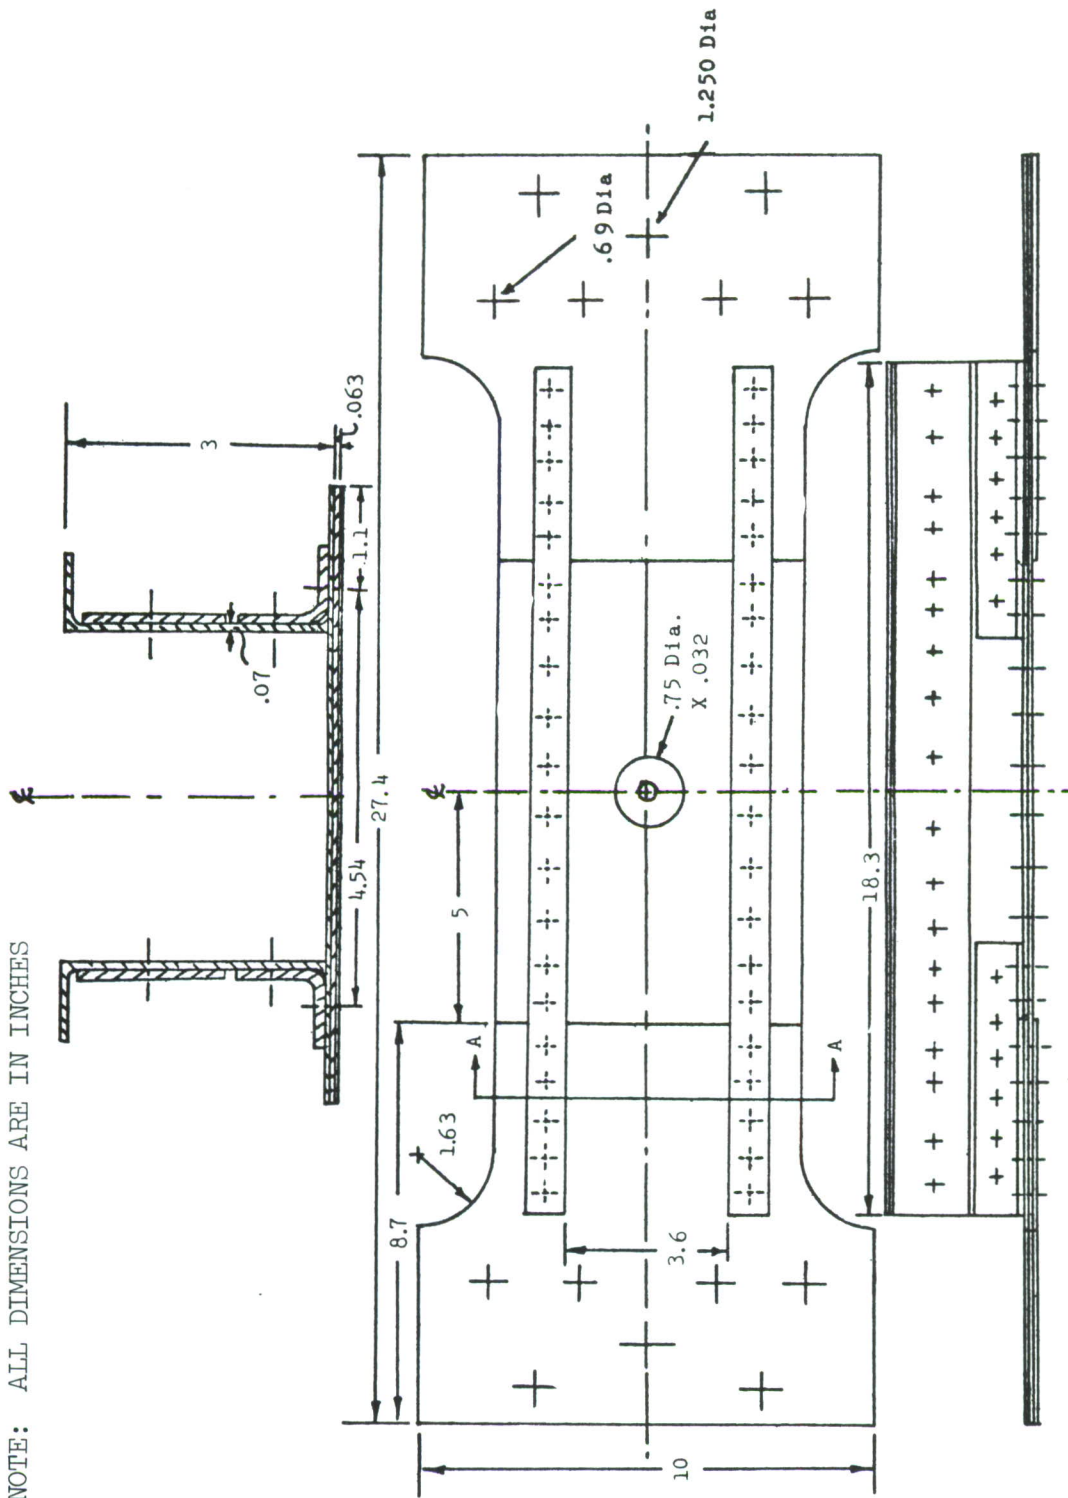 NOTE: ALL DIMENSIONS ARE IN INCHES
℄
3
.063
1.1
.07
4.54
27.4
℄
.69 Dia
1.250 Dia
.75 Dia.
X .032
5
8.7
1.63
A
A
3.6
10
18.3